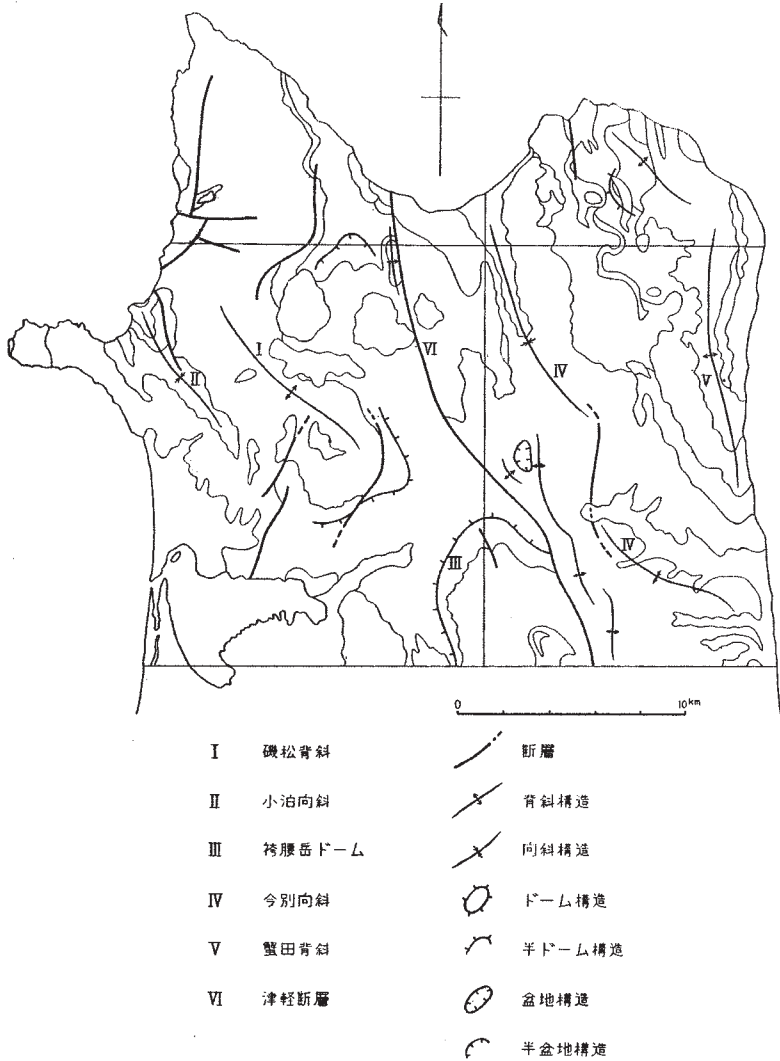 I
II
III
IV
IV
V
VI
0 10km
I 磯松背斜
II 小泊向斜
III 袴腰岳ドーム
IV 今別向斜
V 蟹田背斜
VI 津軽断層
断層
背斜構造
向斜構造
ドーム構造
半ドーム構造
盆地構造
半盆地構造